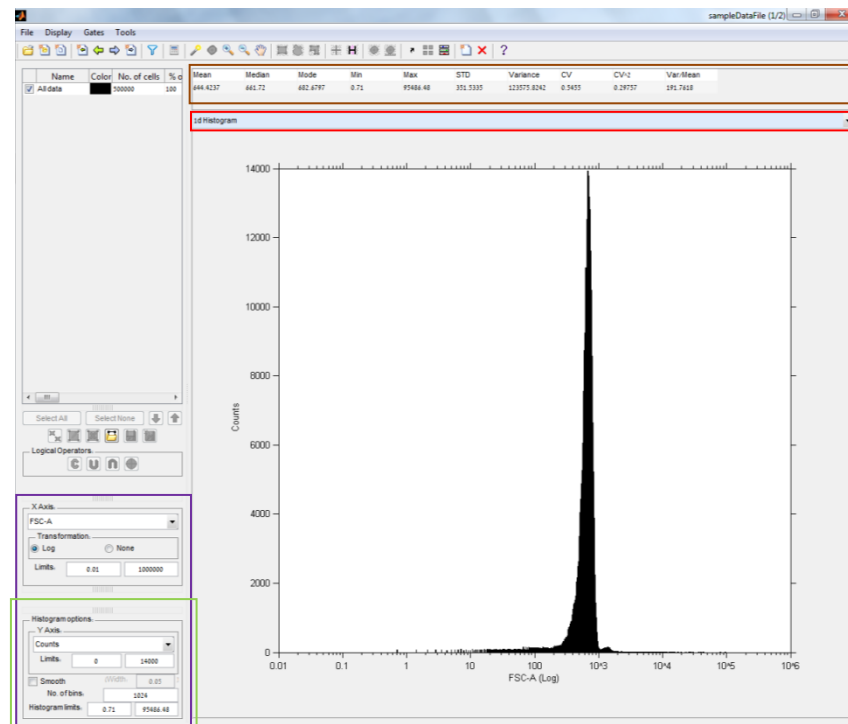 sampleDataFile (1/2)
File Display Gates Tools
Name Color No. of cells % o
All data 500000 100
Mean Median Mode Min Max STD Variance CV CV^2 Var/Mean
644.4237 661.72 682.6797 0.71 95486.48 351.5335 123575.8242 0.5455 0.29757 191.7618
1d Histogram
14000
12000
10000
8000
6000
4000
2000
0
Counts
0.01 0.1 1 10 100 10^3 10^4 10^5 10^6
FSC-A (Log)
Select All Select None
Logical Operators
X Axis
FSC-A
Transformation
Log None
Limits 0.01 1000000
Histogram options
Y Axis
Counts
Limits 0 14000
Smooth Width 0.85
No. of bins 1024
Histogram limits 0.71 95486.48